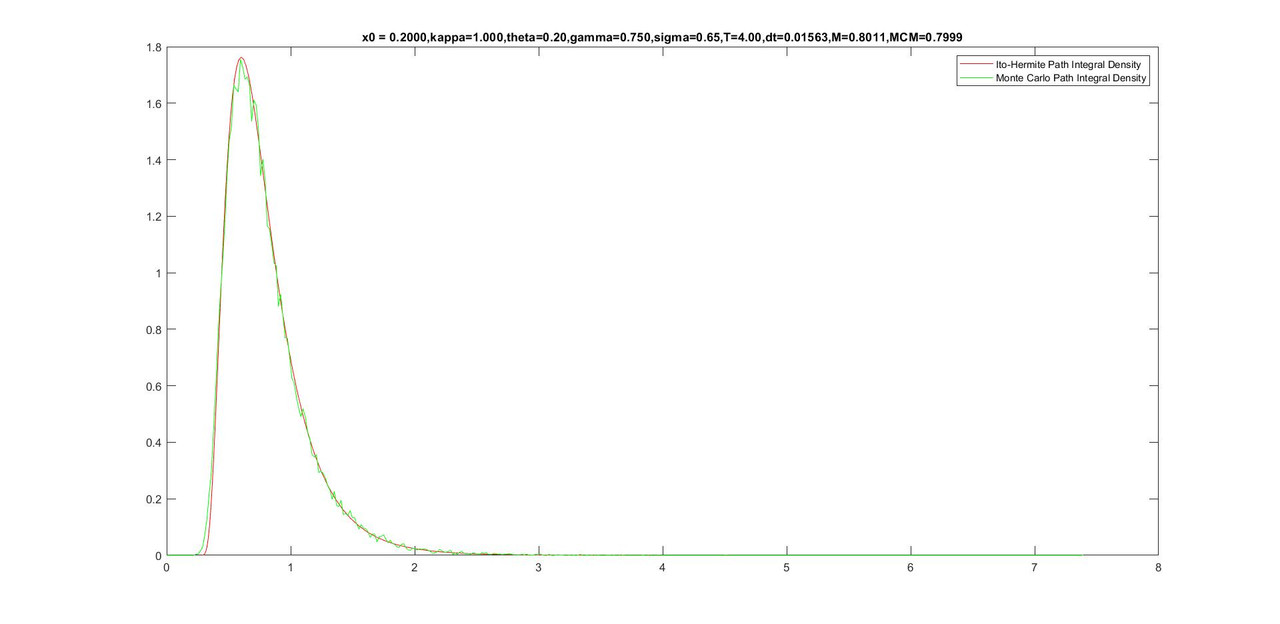 x0 = 0.2000,kappa=1.000,theta=0.20,gamma=0.750,sigma=0.65,T=4.00,dt=0.01563,M=0.8011,MCM=0.7999
Ito-Hermite Path Integral Density
Monte Carlo Path Integral Density
1.8
1.6
1.4
1.2
1
0.8
0.6
0.4
0.2
0
0 1 2 3 4 5 6 7 8